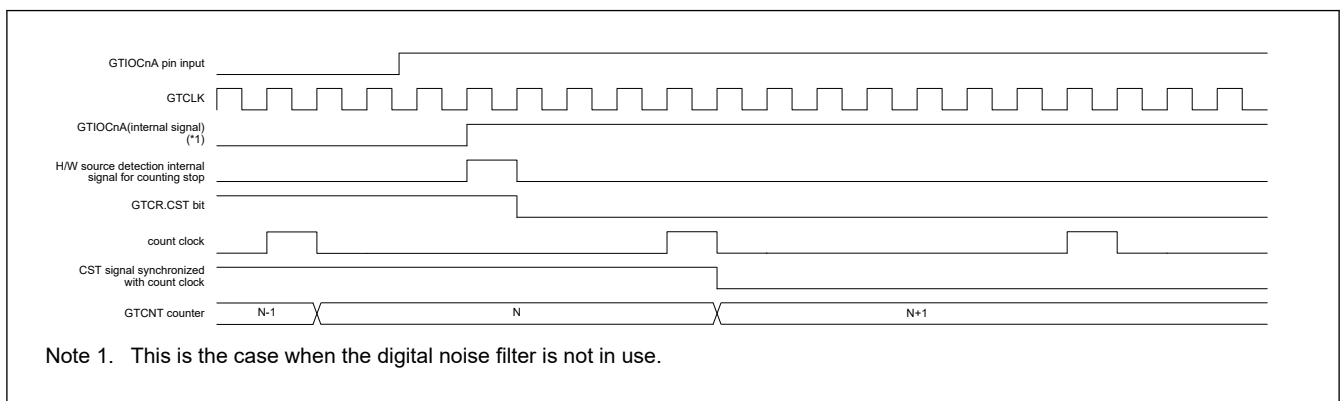 GTIOCnA pin input
GTCLK
GTIOCnA(internal signal)
(*1)
H/W source detection internal
signal for counting stop
GTCR.CST bit
count clock
CST signal synchronized
with count clock
GTCNT counter N-1 N N+1
Note 1. This is the case when the digital noise filter is not in use.